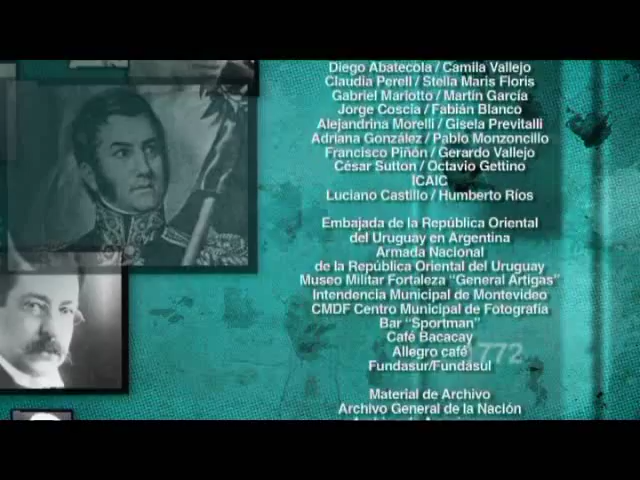 Diego Abatecola / Camila Vallejo
Claudia Perell / Stella Maris Floris
Gabriel Mariotto / Martín García
Jorge Coscia / Fabián Blanco
Alejandrina Morelli / Gisela Previtalli
Adriana González / Pablo Monzoncillo
Francisco Piñón / Gerardo Vallejo
César Sutton / Octavio Gettino
ICAIC
Luciano Castillo / Humberto Ríos
Embajada de la República Oriental
del Uruguay en Argentina
Armada Nacional
de la República Oriental del Uruguay
Museo Militar Fortaleza “General Artigas”
Intendencia Municipal de Montevideo
CMDF Centro Municipal de Fotografía
Bar “Sportman”
Café Bacacay
Allegro café
1772
Fundasur/Fundasul
Material de Archivo
Archivo General de la Nación